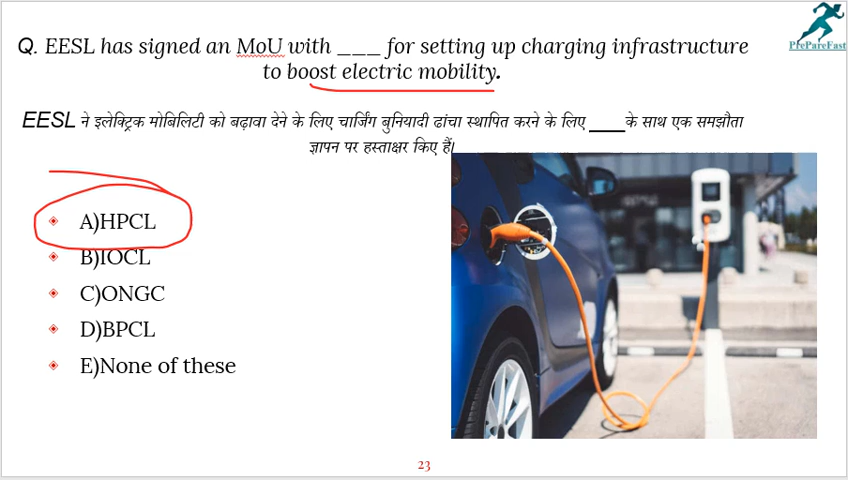 PrePareFast
Q. EESL has signed an MoU with ___ for setting up charging infrastructure
to boost electric mobility.
EESL ने इलेक्ट्रिक मोबिलिटी को बढ़ावा देने के लिए चार्जिंग बुनियादी ढांचा स्थापित करने के लिए ____के साथ एक समझौता
ज्ञापन पर हस्ताक्षर किए हैं।
A)HPCL
B)IOCL
C)ONGC
D)BPCL
E)None of these
23